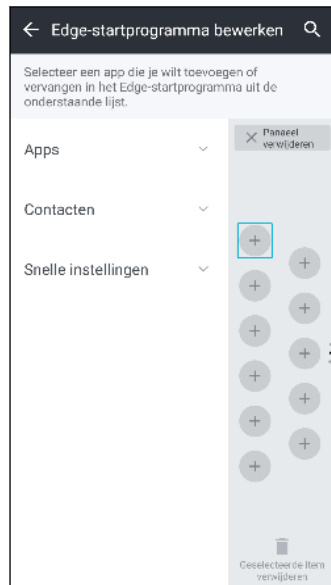 Edge-startprogramma bewerken
Selecteer een app die je wilt toevoegen of
vervangen in het Edge-startprogramma uit de
onderstaande lijst.
Paneel
verwijderen
Apps
Contacten
Snelle instellingen
Geselecteerde item
verwijderen